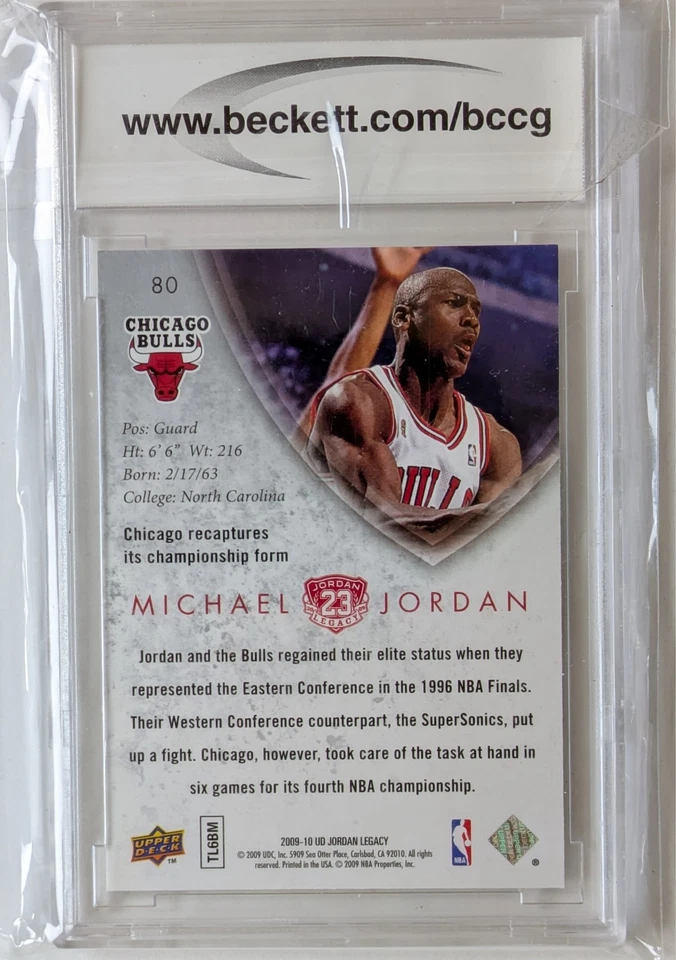 www.beckett.com/bccg
80
CHICAGO
BULLS
Pos: Guard
Ht: 6' 6" Wt: 216
Born: 2/17/63
College: North Carolina
Chicago recaptures
its championship form
MICHAEL JORDAN
JORDAN
23
LEGACY
Jordan and the Bulls regained their elite status when they
represented the Eastern Conference in the 1996 NBA Finals.
Their Western Conference counterpart, the SuperSonics, put
up a fight. Chicago, however, took care of the task at hand in
six games for its fourth NBA championship.
UPPER
DECK
TM
TL6BM
2009-10 UD JORDAN LEGACY
© 2009 UDC, Inc. 5909 Sea Otter Place, Carlsbad, CA 92010. All rights
reserved. Printed in the USA. © 2009 NBA Properties, Inc.
NBA
®